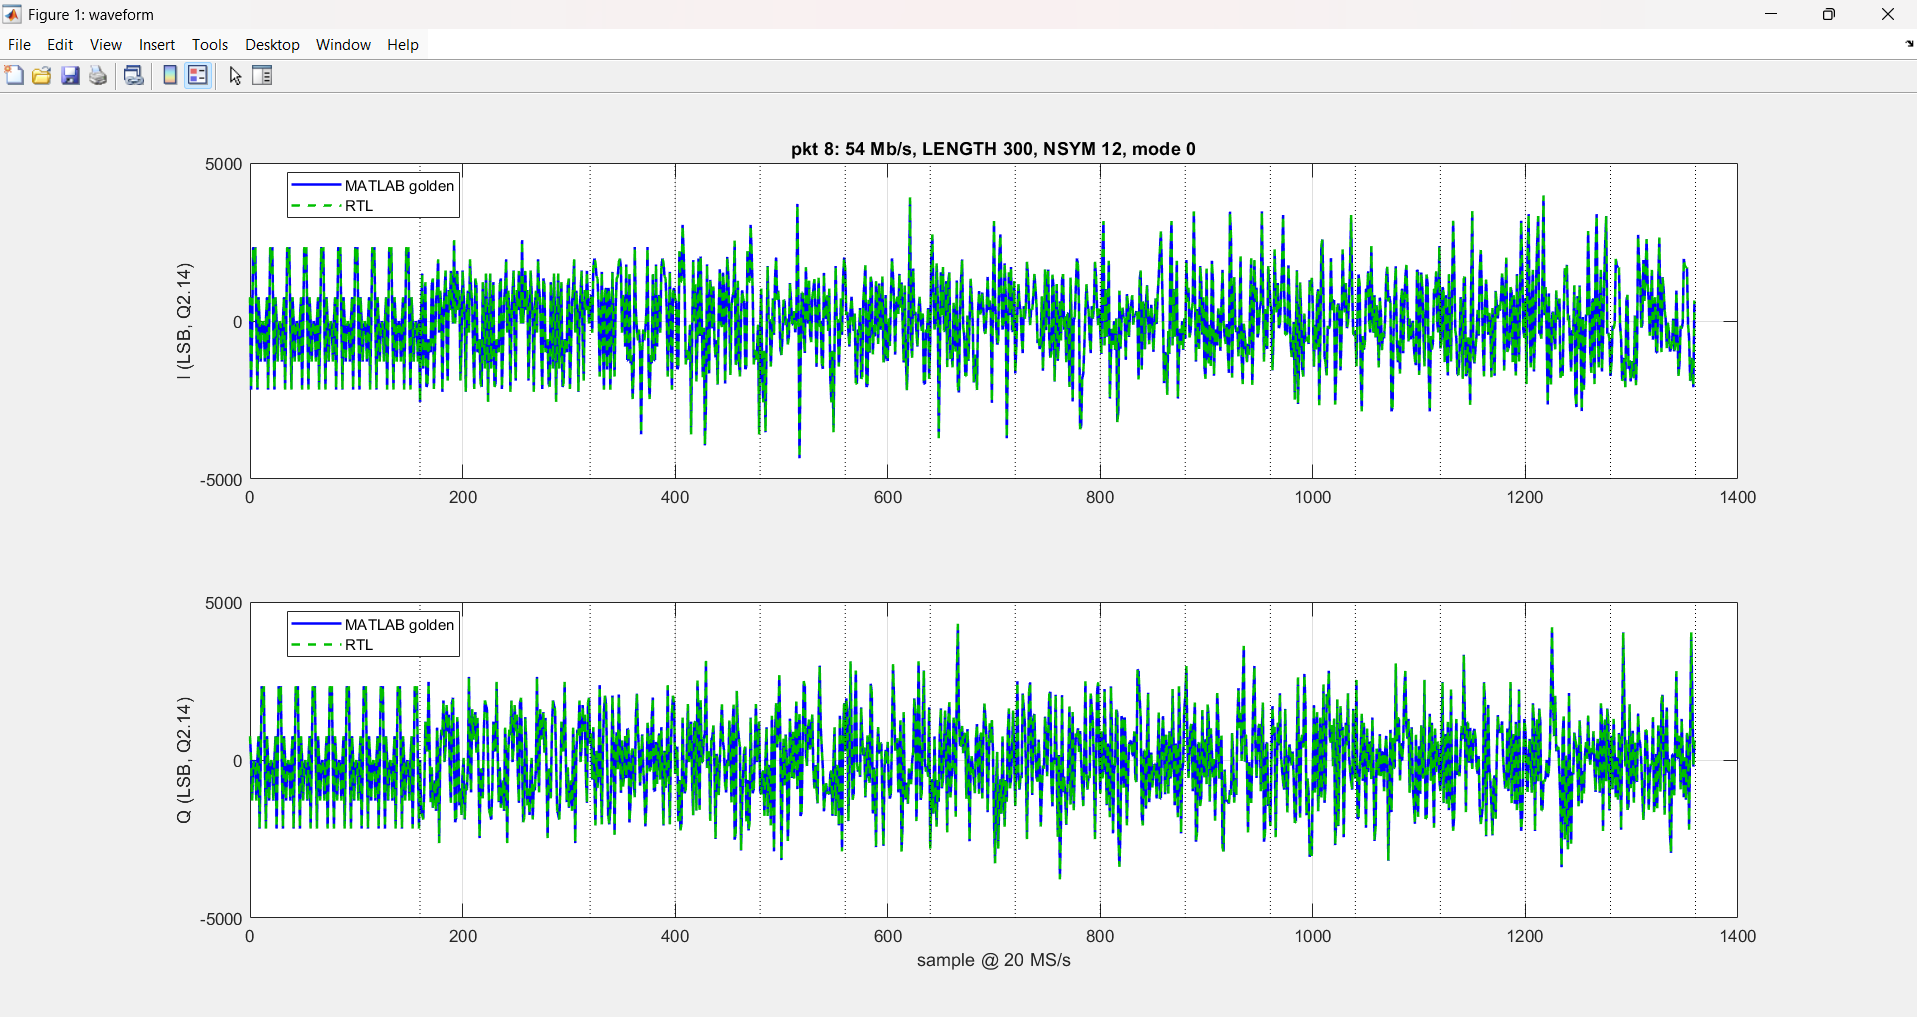 Figure 1: waveform
File Edit View Insert Tools Desktop Window Help
pkt 8: 54 Mb/s, LENGTH 300, NSYM 12, mode 0
5000
0
-5000
I (LSB, Q2.14)
MATLAB golden
RTL
0 200 400 600 800 1000 1200 1400
5000
0
-5000
Q (LSB, Q2.14)
MATLAB golden
RTL
0 200 400 600 800 1000 1200 1400
sample @ 20 MS/s